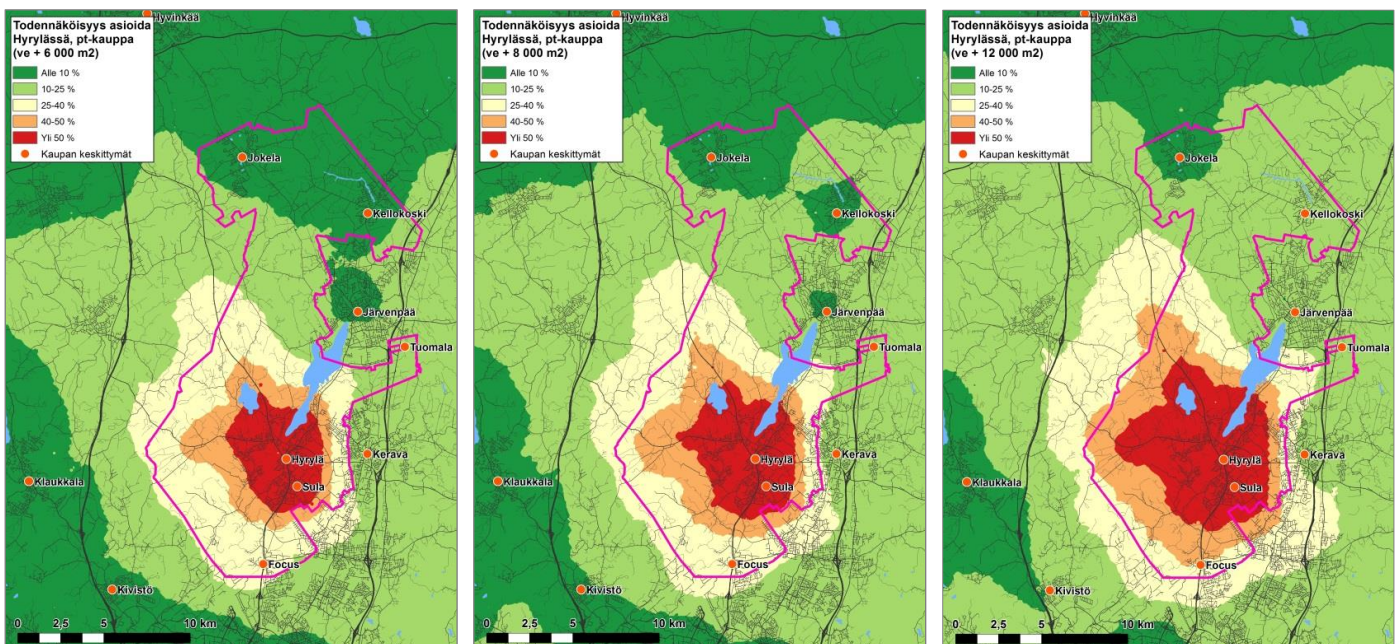 Hyvinkää
Todennäköisyys asioida
Hyrylässä, pt-kauppa
(ve + 6 000 m2)
Alle 10 %
10-25 %
25-40 %
40-50 %
Yli 50 %
Kaupan keskittymät
Jokela
Kellokoski
Järvenpää
Tuomala
Hyrylä
Kerava
Klaukkala
Sula
Focus
Kivistö
0 2,5 5 10 km
Hyvinkää
Todennäköisyys asioida
Hyrylässä, pt-kauppa
(ve + 8 000 m2)
Alle 10 %
10-25 %
25-40 %
40-50 %
Yli 50 %
Kaupan keskittymät
Jokela
Kellokoski
Järvenpää
Tuomala
Hyrylä
Kerava
Klaukkala
Sula
Focus
Kivistö
0 2,5 5 10 km
Hyvinkää
Todennäköisyys asioida
Hyrylässä, pt-kauppa
(ve + 12 000 m2)
Alle 10 %
10-25 %
25-40 %
40-50 %
Yli 50 %
Kaupan keskittymät
Jokela
Kellokoski
Järvenpää
Tuomala
Hyrylä
Kerava
Klaukkala
Sula
Focus
Kivistö
0 2,5 5 10 km